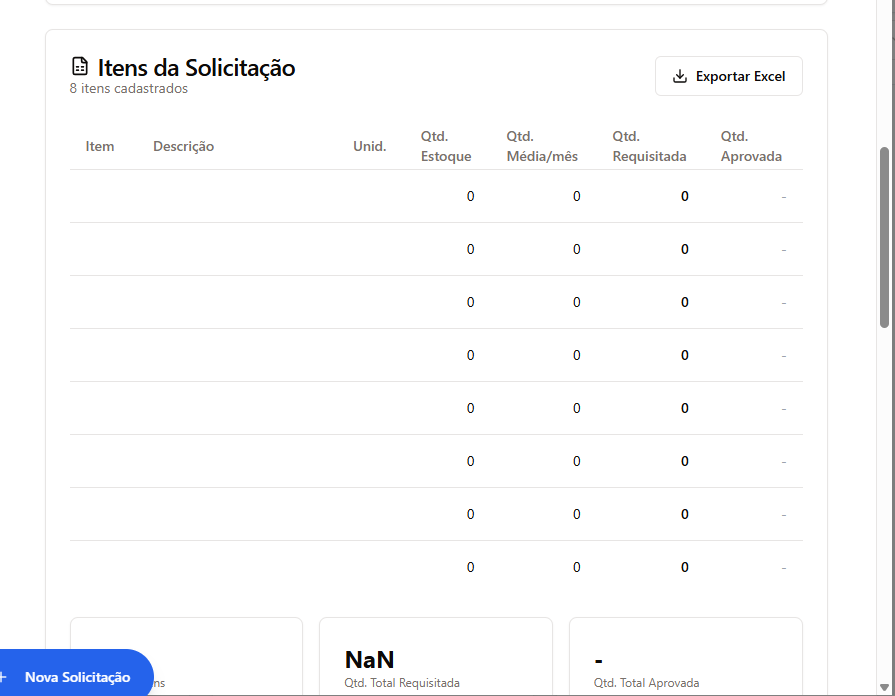 Itens da Solicitação
8 itens cadastrados
Exportar Excel
Item Descrição Unid. Qtd. Estoque Qtd. Média/mês Qtd. Requisitada Qtd. Aprovada
0 0 0 -
0 0 0 -
0 0 0 -
0 0 0 -
0 0 0 -
0 0 0 -
0 0 0 -
0 0 0 -
NaN
-
+ Nova Solicitação
Qtd. Total Requisitada
Qtd. Total Aprovada